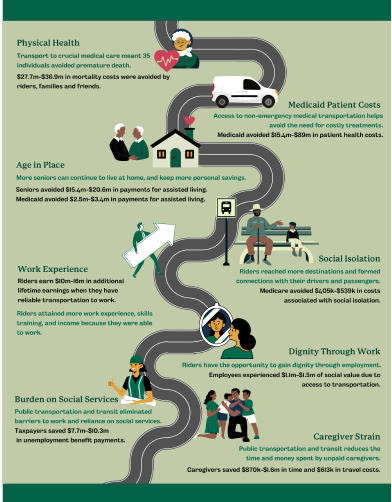 Physical Health
Transport to crucial medical care meant 35
individuals avoided premature death.
$27.7m-$36.9m in mortality costs were avoided by
riders, families and friends.
Medicaid Patient Costs
Access to non-emergency medical transportation helps
avoid the need for costly treatments.
Medicaid avoided $15.4m-$89m in patient health costs.
Age in Place
More seniors can continue to live at home, and keep more personal savings.
Seniors avoided $15.4m-$20.6m in payments for assisted living.
Medicaid avoided $2.5m-$3.4m in payments for assisted living.
Social Isolation
Riders reached more destinations and formed
connections with their drivers and passengers.
Medicare avoided $405k-$539k in costs
associated with social isolation.
Work Experience
Riders earn $10m-16m in additional
lifetime earnings when they have
reliable transportation to work.
Riders attained more work experience, skills
training, and income because they were able
to work.
Dignity Through Work
Riders have the opportunity to gain dignity through employment.
Employees experienced $1.1m-$1.5m of social value due to
access to transportation.
Burden on Social Services
Public transportation and transit eliminated
barriers to work and reliance on social services.
Taxpayers saved $7.7m-$10.3m
in unemployment benefit payments.
Caregiver Strain
Public transportation and transit reduces the
time and money spent by unpaid caregivers.
Caregivers saved $870k-$1.6m in time and $613k in travel costs.